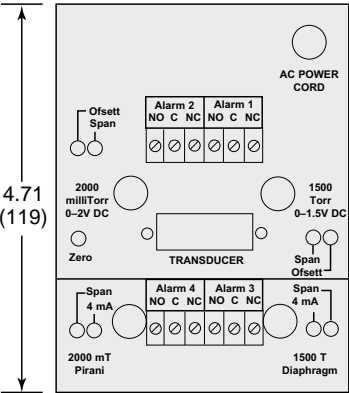 AC POWER
CORD
Ofsett
Span
Alarm 2 Alarm 1
NO C NC NO C NC
4.71
(119)
2000
milliTorr
0–2V DC
1500
Torr
0–1.5V DC
Zero
TRANSDUCER
Span
Ofsett
Span
4 mA
Alarm 4 Alarm 3
NO C NC NO C NC
Span
4 mA
2000 mT
Pirani
1500 T
Diaphragm